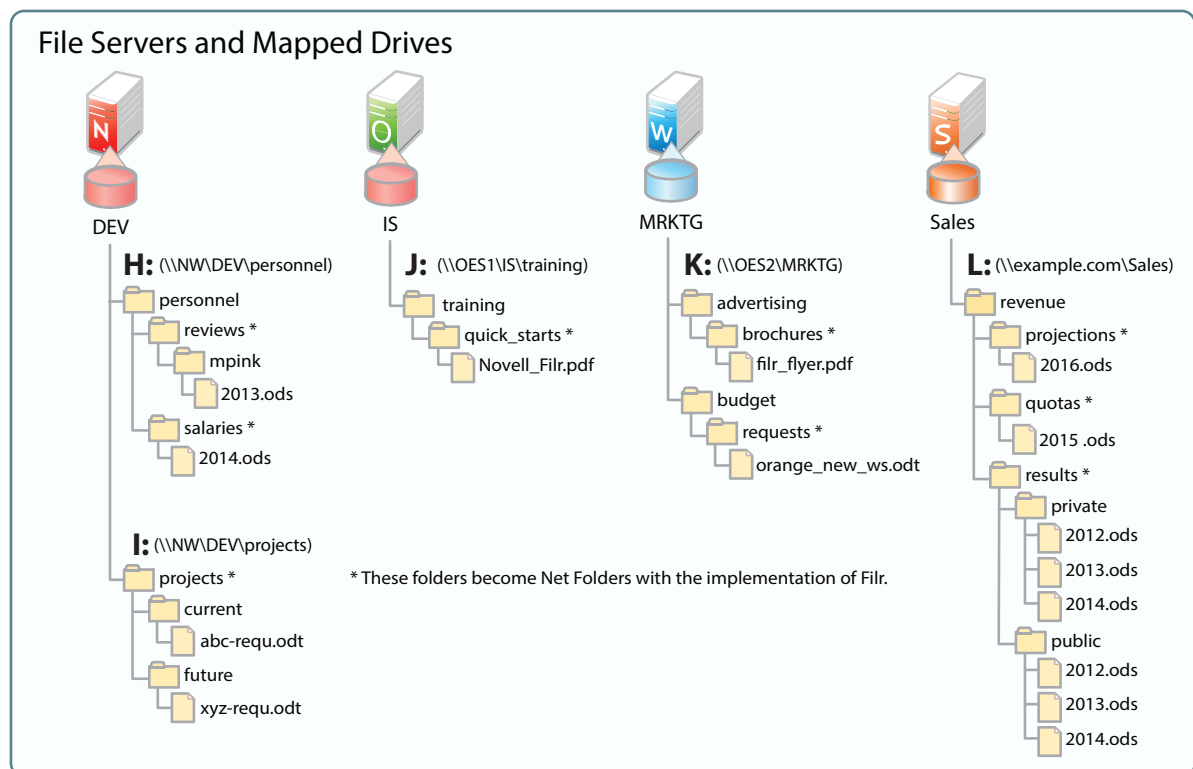 File Servers and Mapped Drives
N
DEV
H: (\\NW\DEV\personnel)
personnel
reviews *
mpink
2013.ods
salaries *
2014.ods
I: (\\NW\DEV\projects)
projects *
current
abc-requ.odt
future
xyz-requ.odt
O
IS
J: (\\OES1\IS\training)
training
quick_starts *
Novell_Filr.pdf
W
MRKTG
K: (\\OES2\MRKTG)
advertising
brochures *
filr_flyer.pdf
budget
requests *
orange_new_ws.odt
S
Sales
L: (\\example.com\Sales)
revenue
projections *
2016.ods
quotas *
2015 .ods
results *
private
2012.ods
2013.ods
2014.ods
public
2012.ods
2013.ods
2014.ods
* These folders become Net Folders with the implementation of Filr.